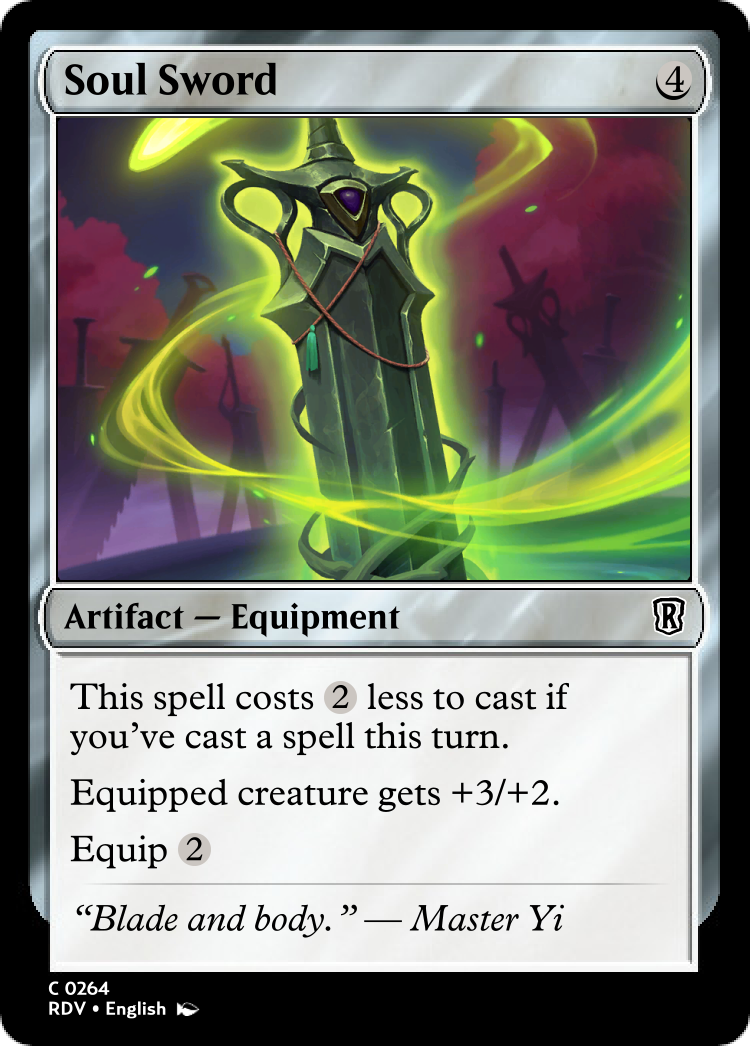 Soul Sword 4
Artifact — Equipment R
This spell costs 2 less to cast if
you’ve cast a spell this turn.
Equipped creature gets +3/+2.
Equip 2
“Blade and body.” — Master Yi
C 0264
RDV • English